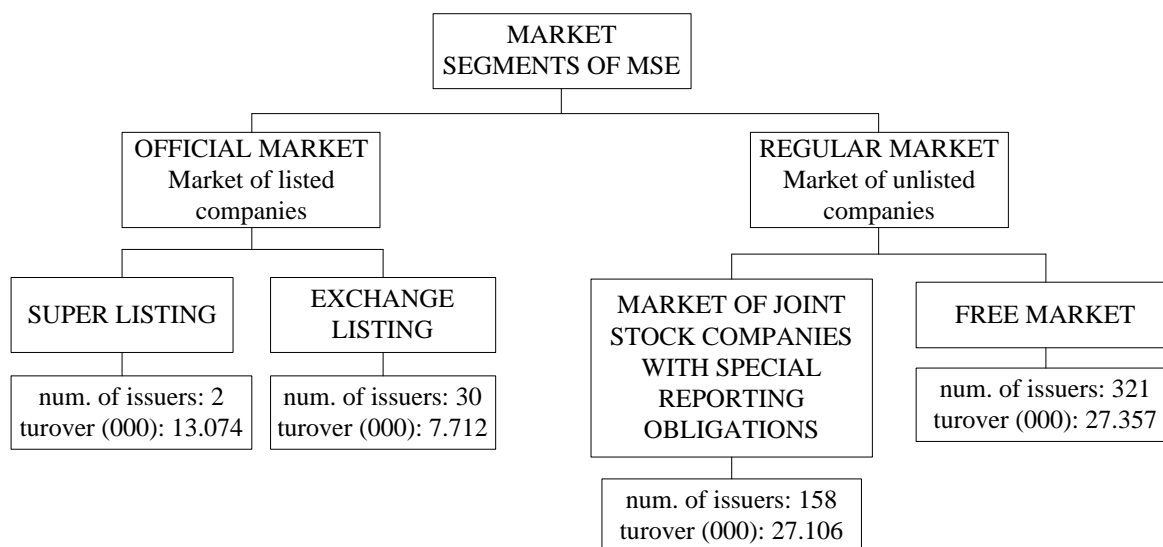 MARKET
SEGMENTS OF MSE
OFFICIAL MARKET
Market of listed
companies
REGULAR MARKET
Market of unlisted
companies
SUPER LISTING
EXCHANGE
LISTING
MARKET OF JOINT
STOCK COMPANIES
WITH SPECIAL
REPORTING
OBLIGATIONS
FREE MARKET
num. of issuers: 2
turover (000): 13.074
num. of issuers: 30
turover (000): 7.712
num. of issuers: 321
turover (000): 27.357
num. of issuers: 158
turover (000): 27.106